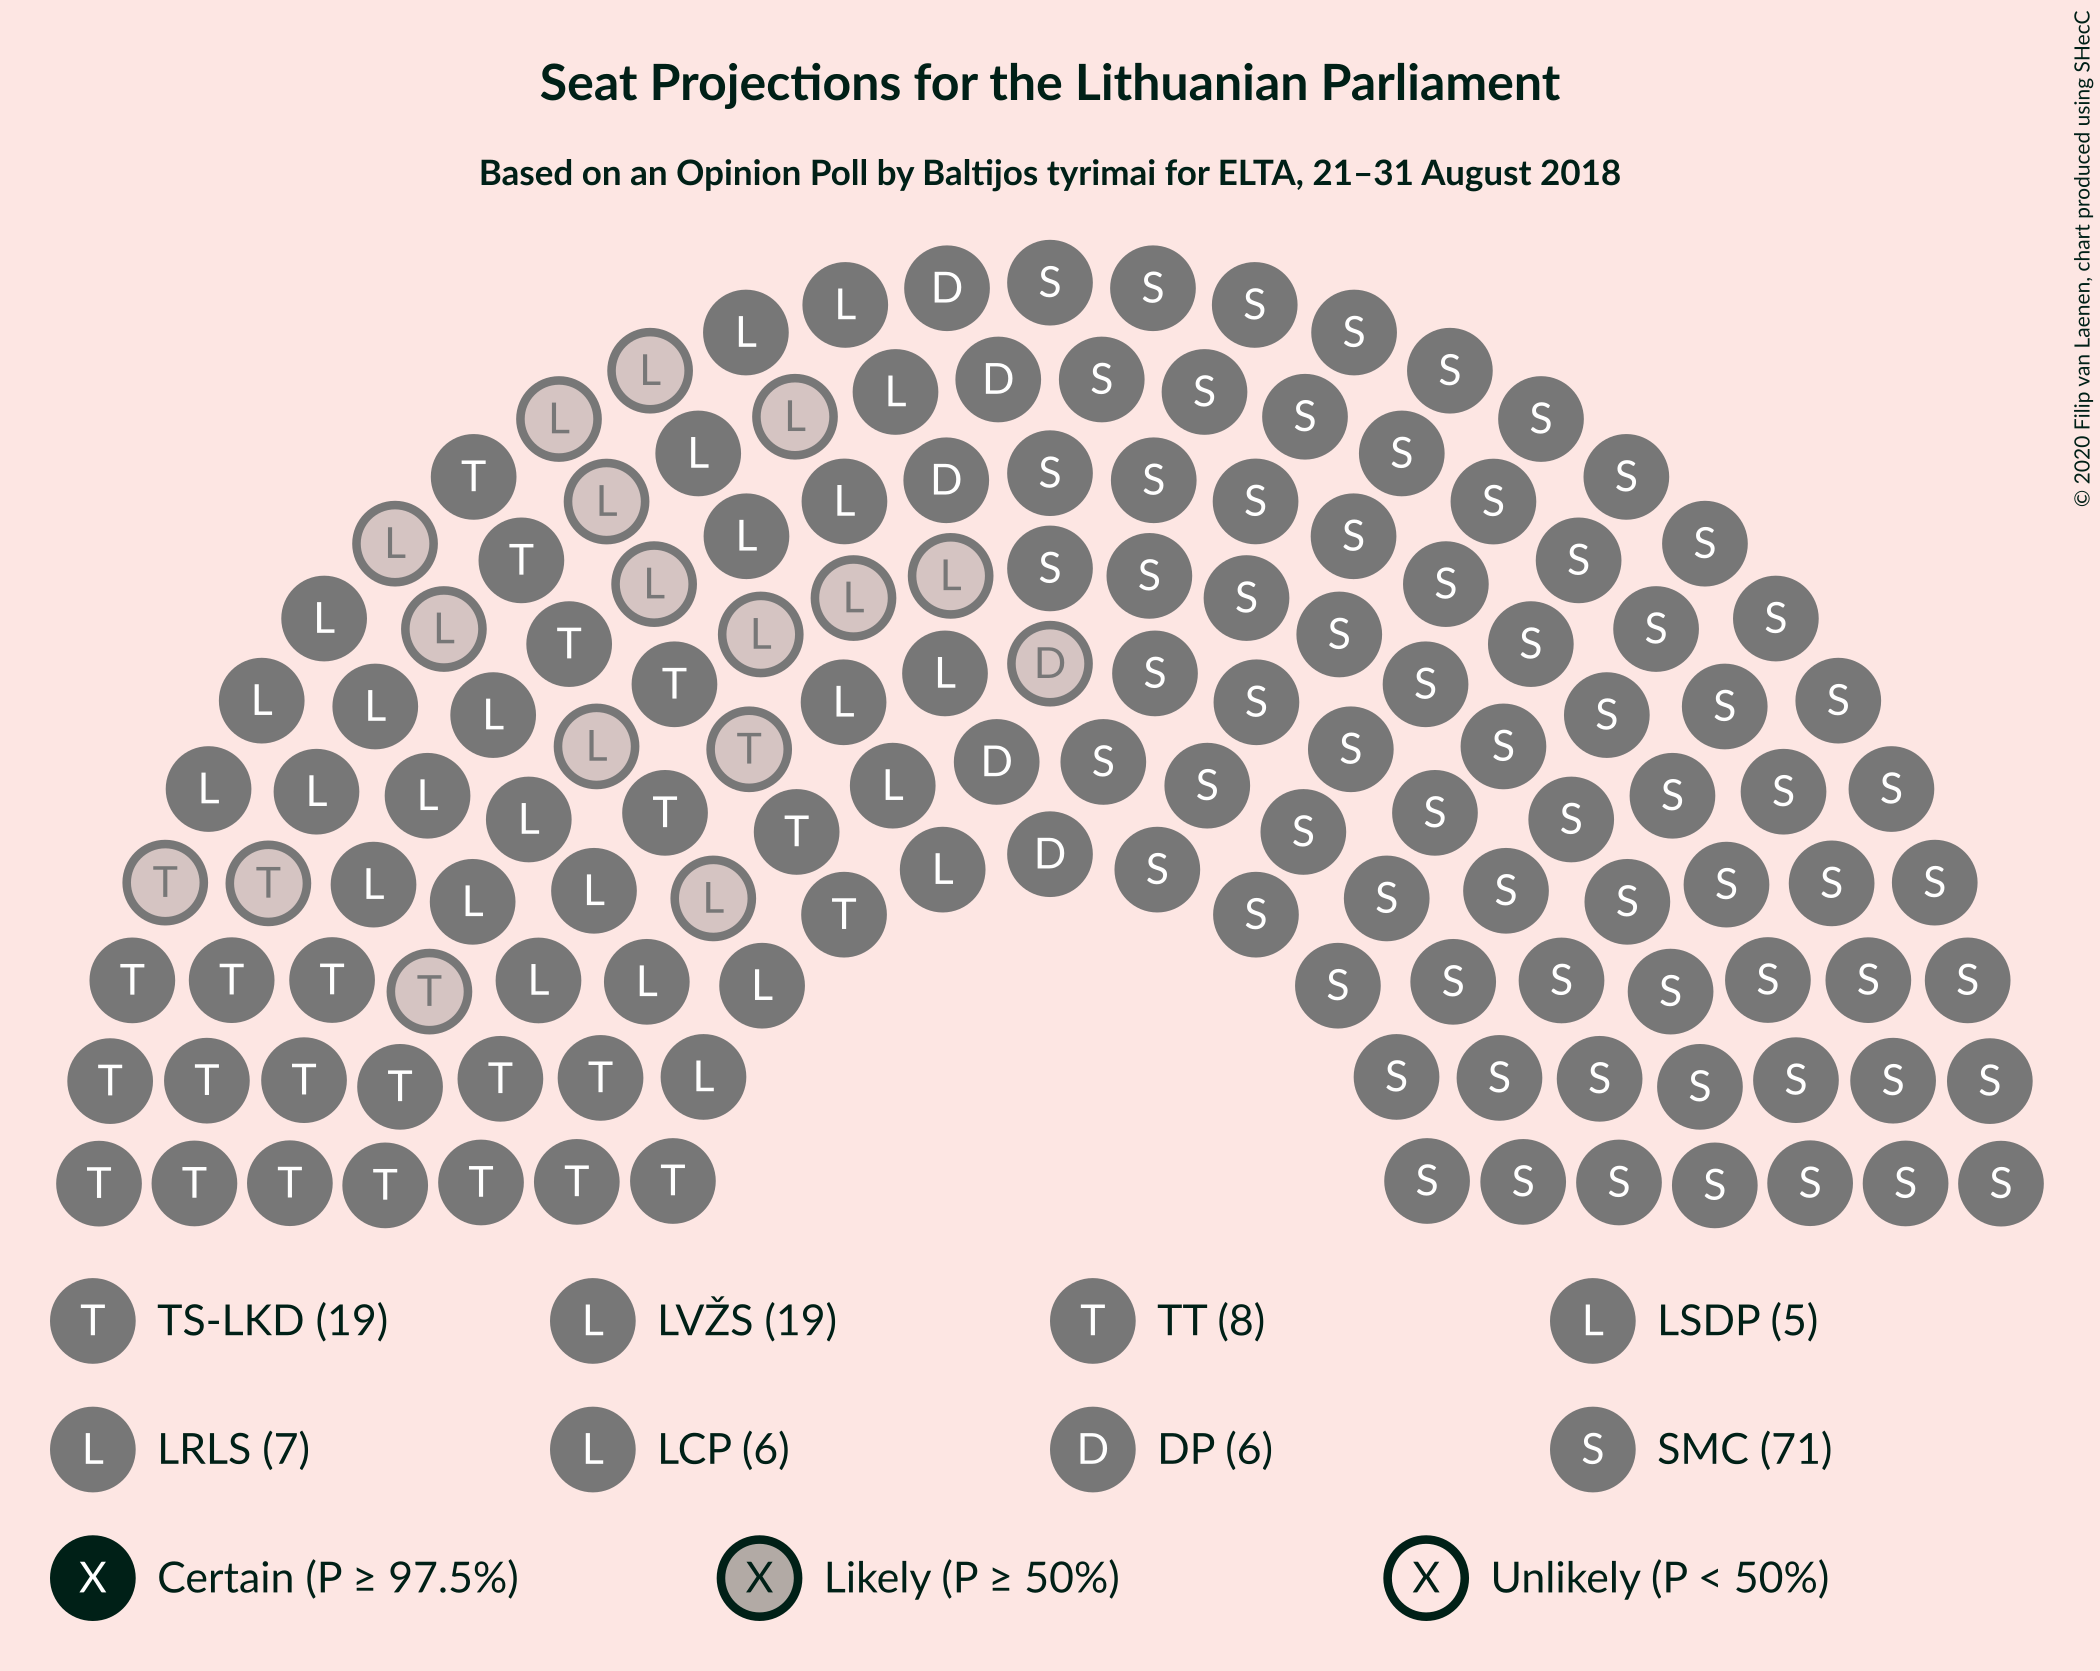 Seat Projections for the Lithuanian Parliament
Based on an Opinion Poll by Baltijos tyrimai for ELTA, 21–31 August 2018
© 2020 Filip van Laenen, chart produced using SHecC
L L D S S S S
L S
L L D S S S
L L S S
T L S S
L D S S S
L L S S
L T L L S S S S
L L S S
L T L D S S S
L T S S
L L T L S S S S
L L T S S S
L T L D S S S S
L L L T S S S S S
L L T S S S
T T L L L L L D S S S S S S S
L T S
T T T T L L L S S S S S S S
T T T T T T L S S S S S S S
T T T T T T T S S S S S S S
T TS-LKD (19) L LVŽS (19) T TT (8) L LSDP (5)
L LRLS (7) L LCP (6) D DP (6) S SMC (71)
X Certain (P ≥ 97.5%) X Likely (P ≥ 50%) X Unlikely (P < 50%)